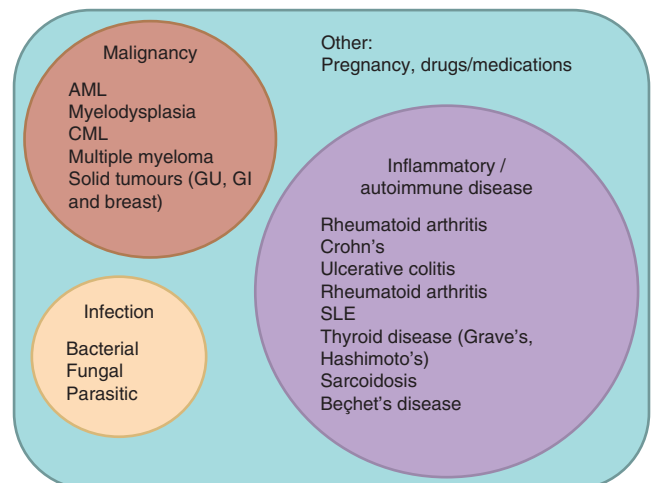 Malignancy
AML
Myelodysplasia
CML
Multiple myeloma
Solid tumours (GU, GI
and breast)
Other:
Pregnancy, drugs/medications
Inflammatory /
autoimmune disease
Rheumatoid arthritis
Crohn's
Ulcerative colitis
Rheumatoid arthritis
SLE
Thyroid disease (Grave's,
Hashimoto's)
Sarcoidosis
Beçhet's disease
Infection
Bacterial
Fungal
Parasitic